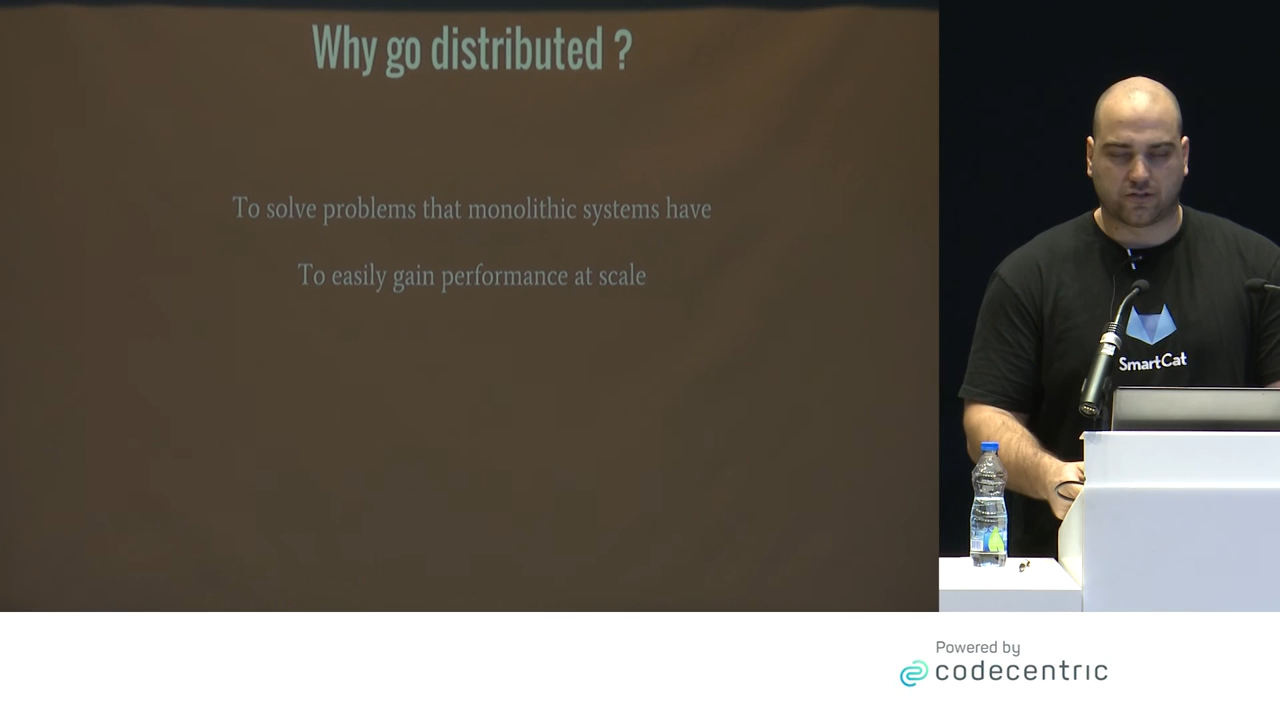 Why go distributed ?
To solve problems that monolithic systems have
To easily gain performance at scale
SmartCat
Powered by
codecentric